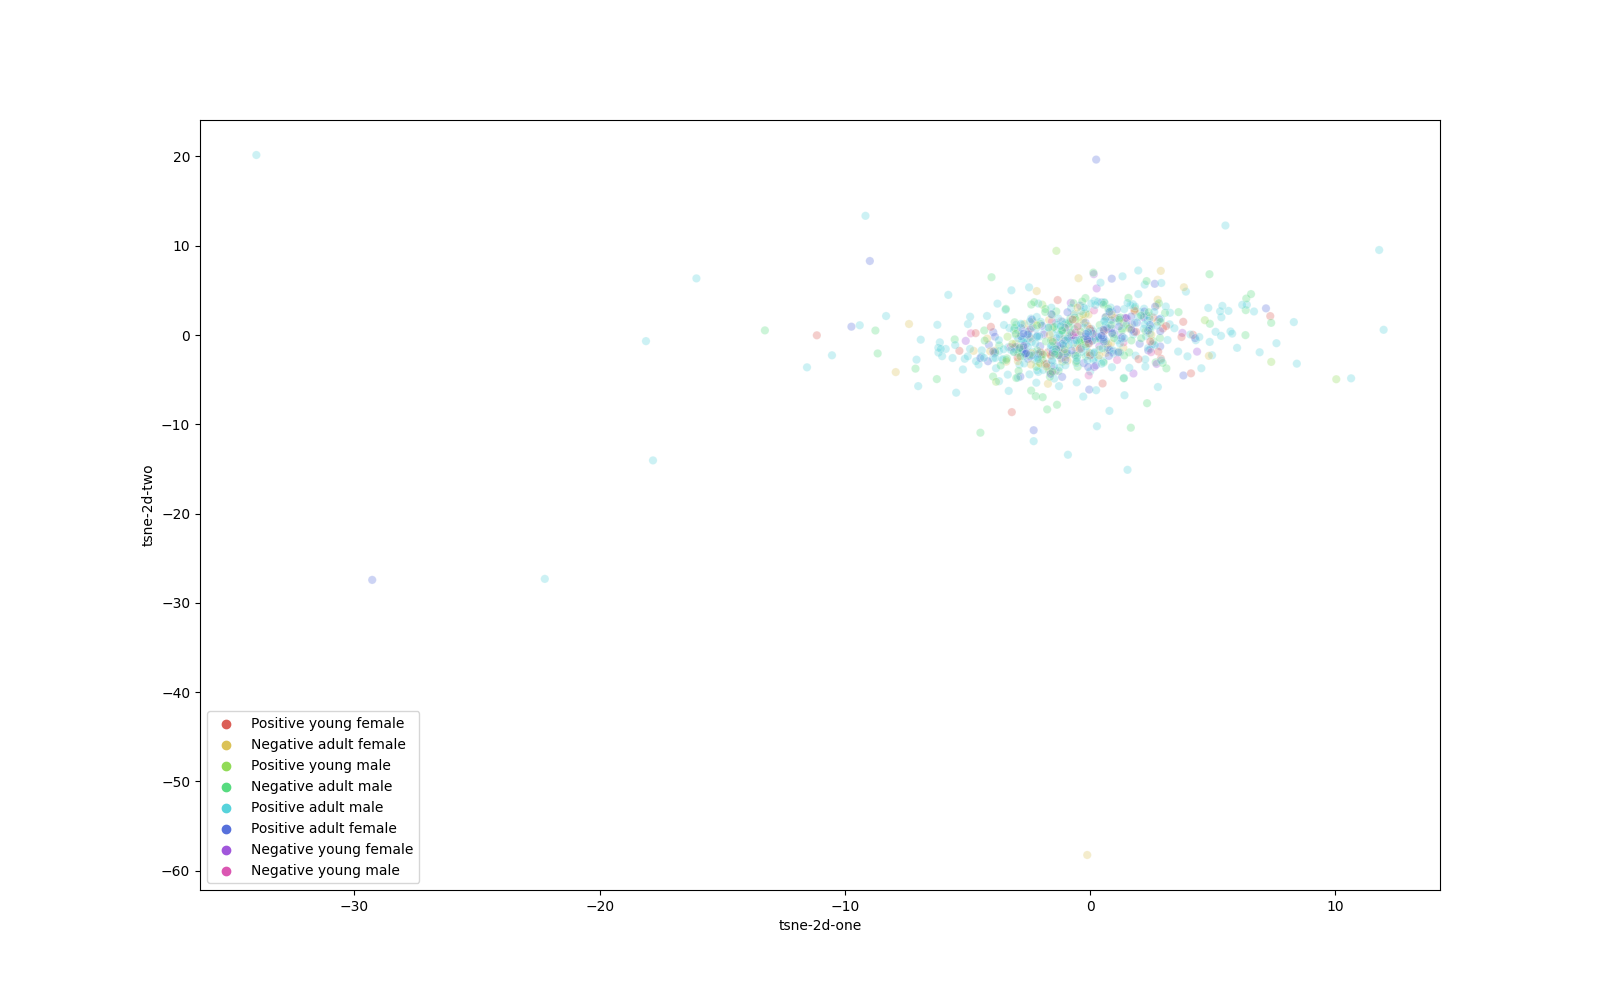 20
10
0
−10
−20
−30
−40
−50
−60
tsne-2d-two
Positive young female
Negative adult female
Positive young male
Negative adult male
Positive adult male
Positive adult female
Negative young female
Negative young male
−30 −20 −10 0 10
tsne-2d-one